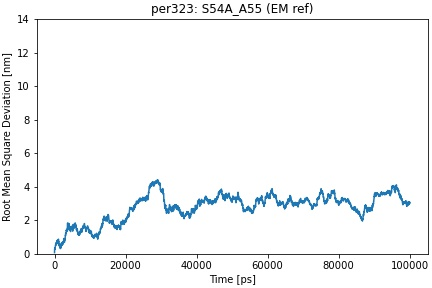 per323: S54A_A55 (EM ref)
Root Mean Square Deviation [nm]
14
12
10
8
6
4
2
0
0 20000 40000 60000 80000 100000
Time [ps]